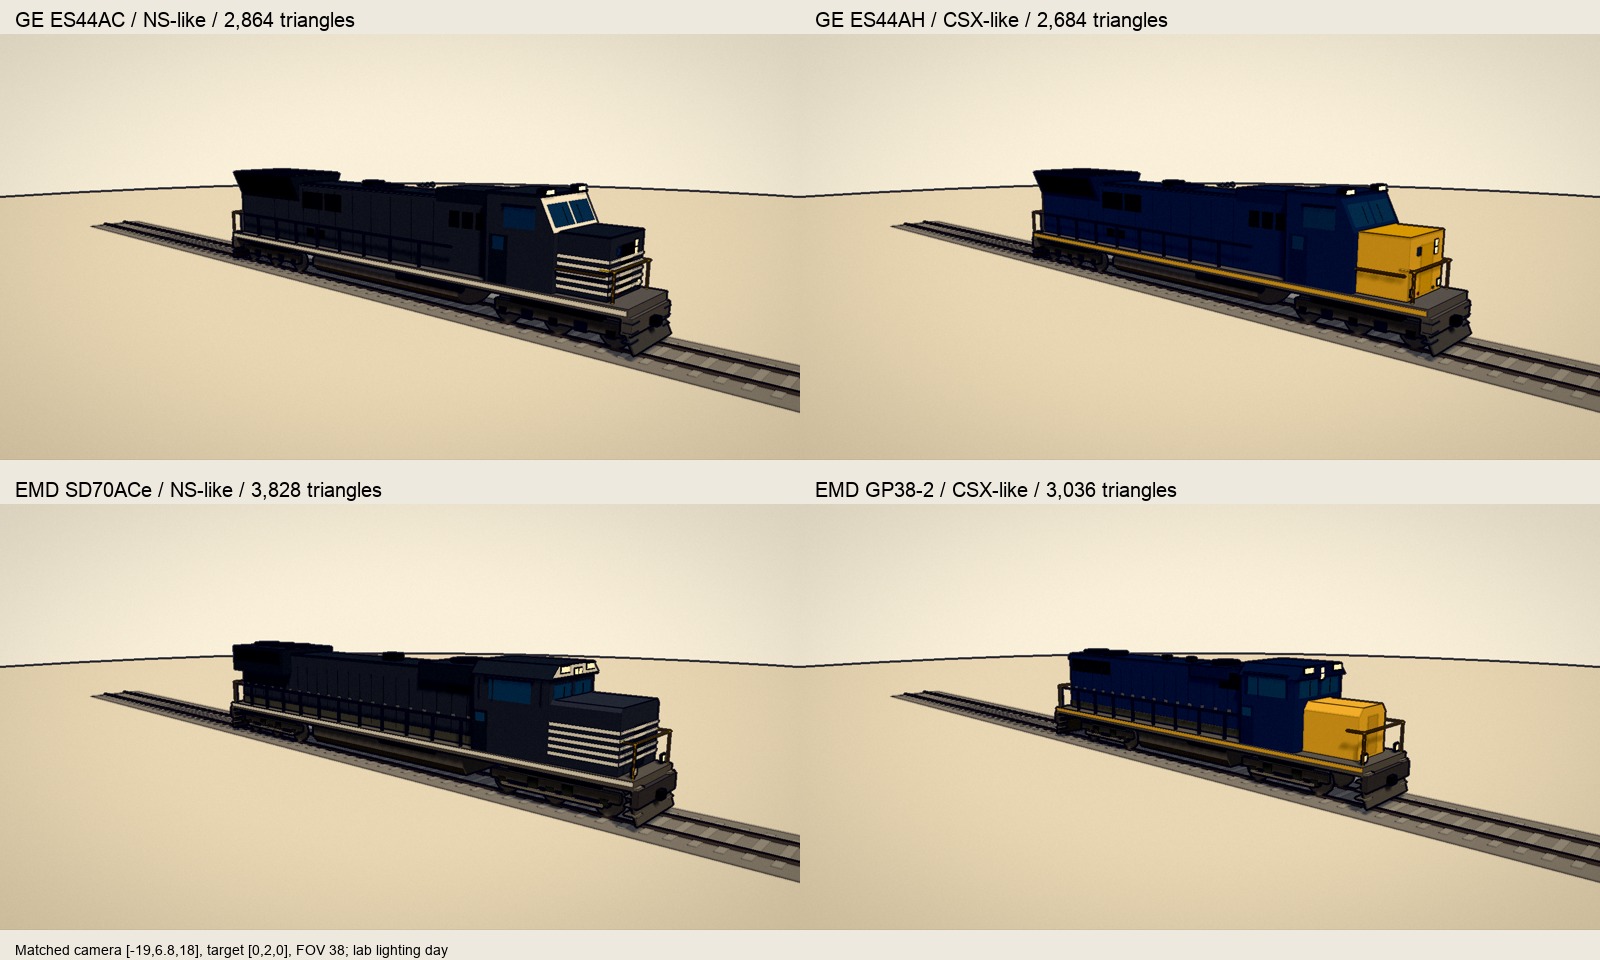 GE ES44AC / NS-like / 2,864 triangles
GE ES44AH / CSX-like / 2,684 triangles
EMD SD70ACe / NS-like / 3,828 triangles
EMD GP38-2 / CSX-like / 3,036 triangles
Matched camera [-19,6.8,18], target [0,2,0], FOV 38; lab lighting day